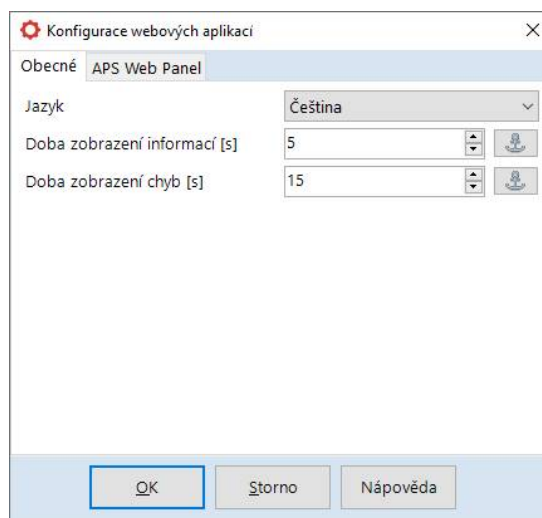 Konfigurace webových aplikací
Obecné APS Web Panel
Jazyk Čeština
Doba zobrazení informací [s] 5
Doba zobrazení chyb [s] 15
OK Storno Nápověda